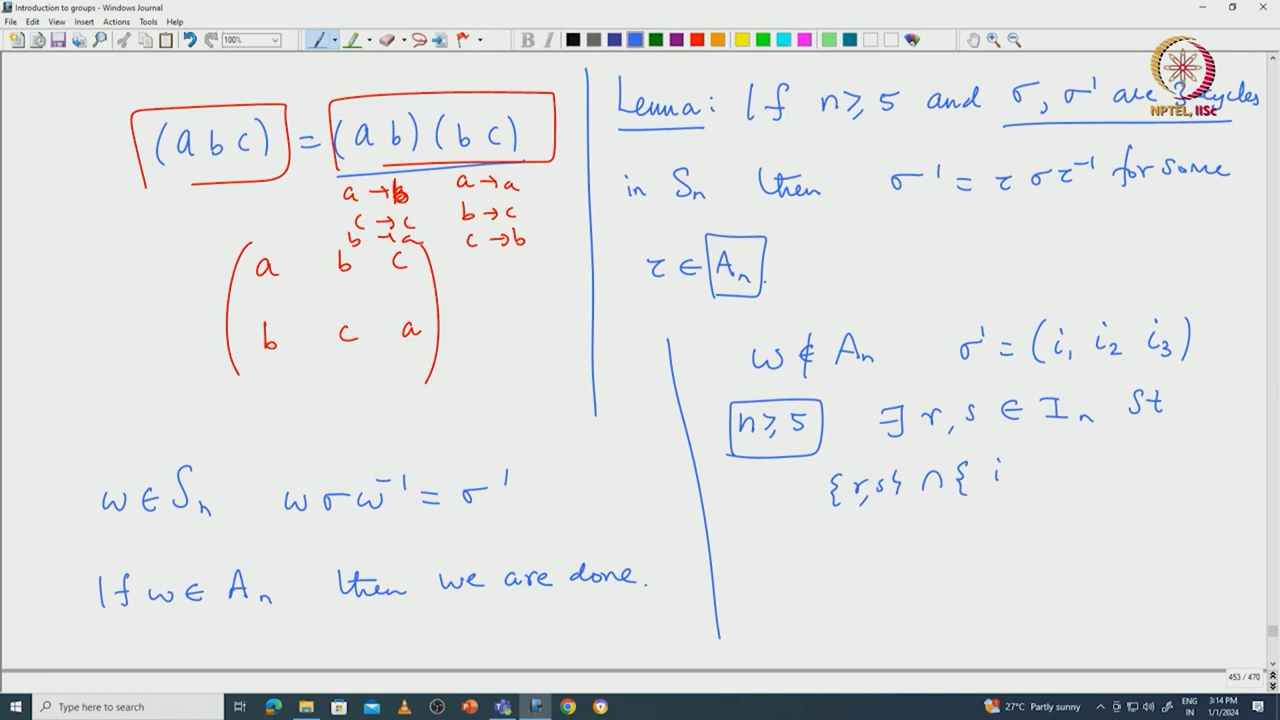 Introduction to groups - Windows Journal
File Edit View Insert Actions Tools Help
100%
NPTEL, IISc
(a b c) = (a b) (b c)
a → b a → a
c → c b → c
b → a c → b
a b c
b c a
w ∈ Sn w σ w⁻¹ = σ'
If w ∈ An then we are done.
Lemma: If n ≥ 5 and σ, σ' are 3 cycles
in Sn then σ' = τ σ τ⁻¹ for some
τ ∈ An.
w ∉ An σ' = (i₁ i₂ i₃)
n ≥ 5 ∃ r, s ∈ In st
{r,s} ∩ { i
453 / 470
Type here to search
27°C Partly sunny
ENG
IN
3:14 PM
1/1/2024